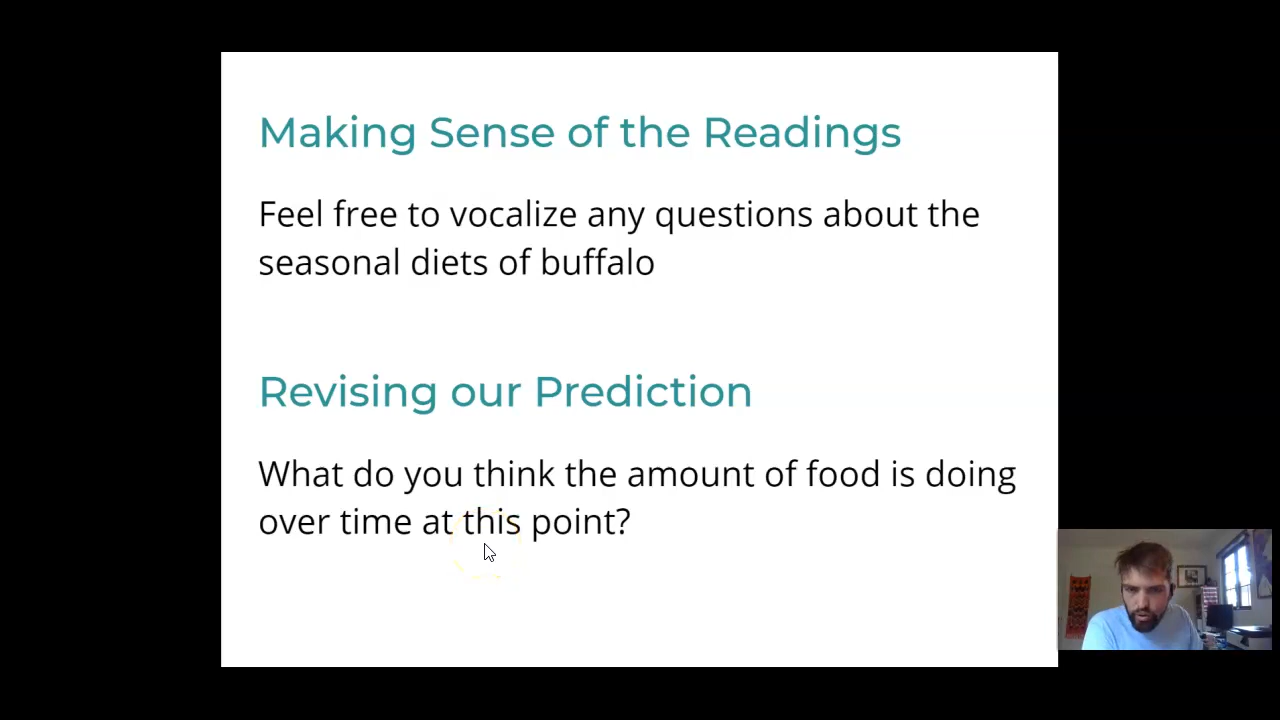 Making Sense of the Readings
Feel free to vocalize any questions about the
seasonal diets of buffalo
Revising our Prediction
What do you think the amount of food is doing
over time at this point?